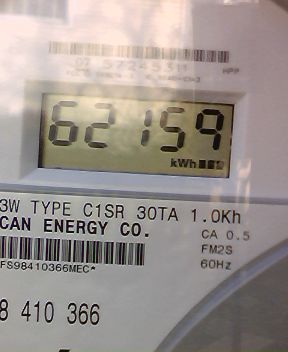 62159
kWh
3W TYPE C1SR 30TA 1.0Kh
CAN ENERGY CO.
CA 0.5
FM2S
FS98410366MEC*
60Hz
8 410 366